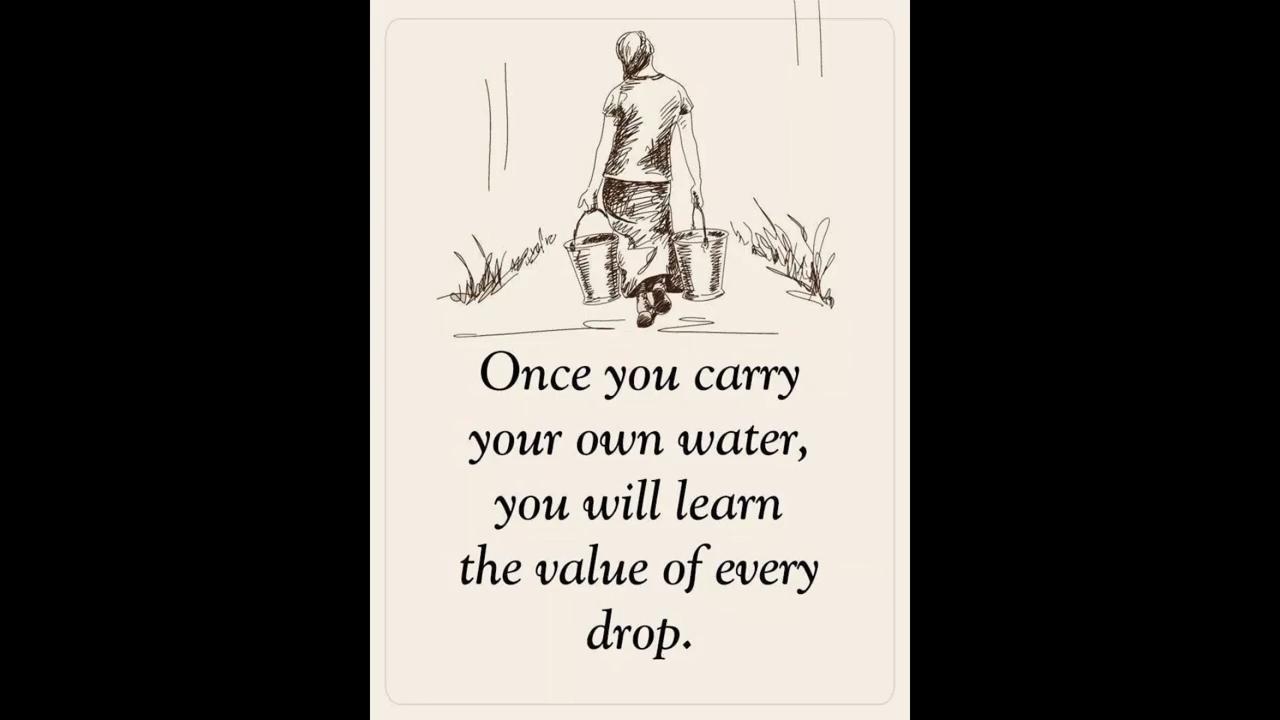 Once you carry
your own water,
you will learn
the value of every
drop.